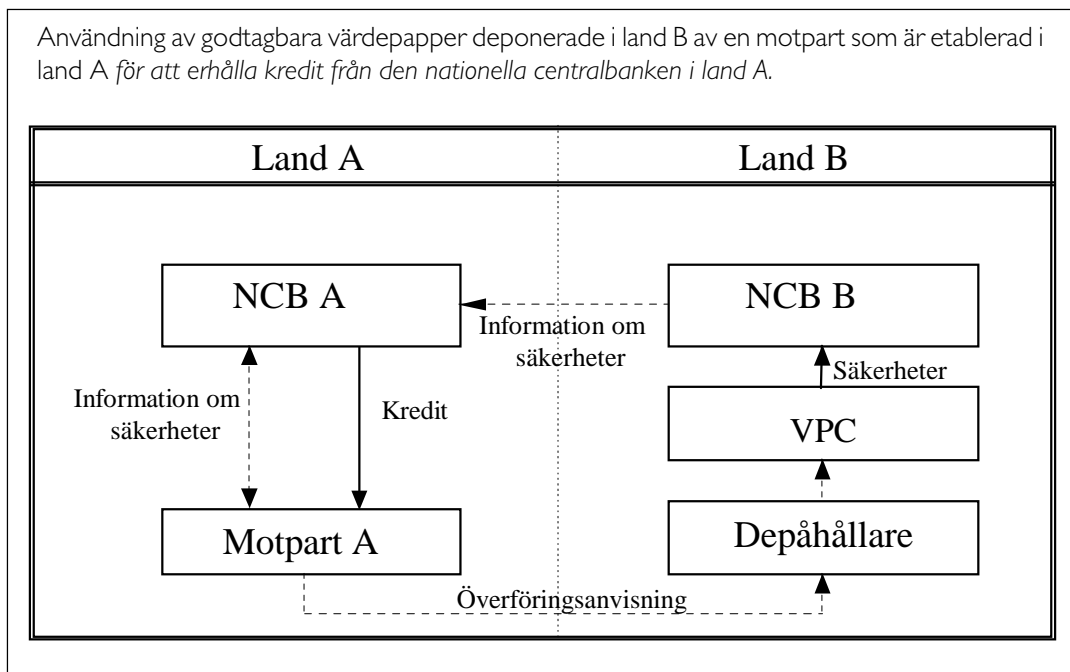 Användning av godtagbara värdepapper deponerade i land B av en motpart som är etablerad i
land A för att erhålla kredit från den nationella centralbanken i land A.
Land A
Land B
NCB A
NCB B
Information om
säkerheter
Säkerheter
Information om
säkerheter
Kredit
VPC
Motpart A
Depåhållare
Överföringsanvisning